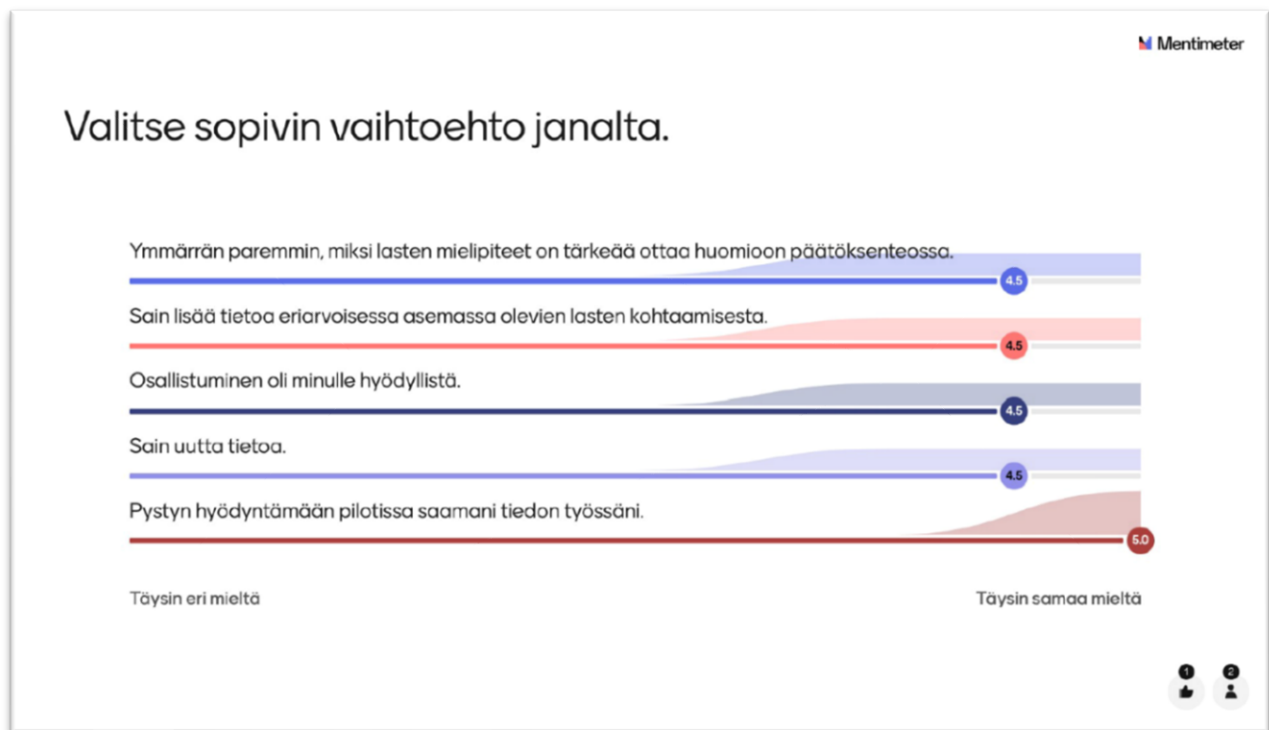 Mentimeter
Valitse sopivin vaihtoehto janalta.
Ymmärrän paremmin, miksi lasten mielipiteet on tärkeää ottaa huomioon päätöksenteossa.
4.5
Sain lisää tietoa eriarvoisessa asemassa olevien lasten kohtaamisesta.
4.5
Osallistuminen oli minulle hyödyllistä.
4.5
Sain uutta tietoa.
4.5
Pystyn hyödyntämään pilotissa saamani tiedon työssäni.
5.0
Täysin eri mieltä Täysin samaa mieltä
1 2